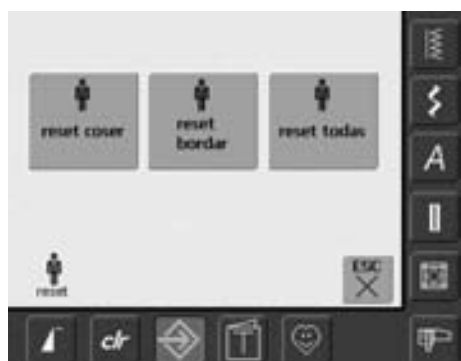 reset coser
reset
bordar
reset todas
reset
ESC
A
clr